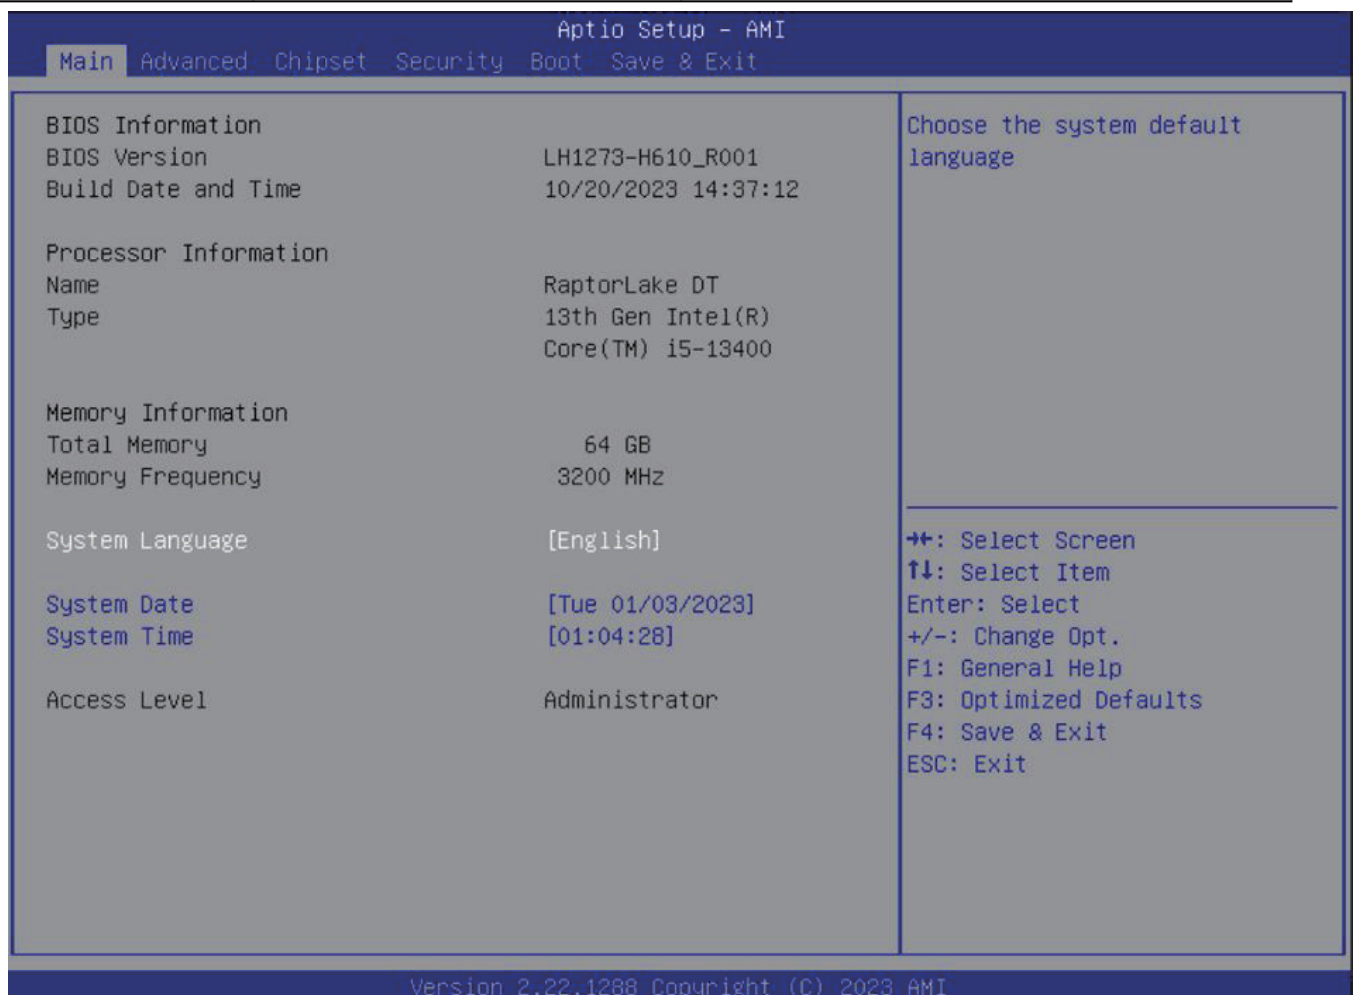 Aptio Setup – AMI
Main Advanced Chipset Security Boot Save & Exit
BIOS Information
BIOS Version LH1273-H610_R001
Build Date and Time 10/20/2023 14:37:12
Processor Information
Name RaptorLake DT
Type 13th Gen Intel(R)
Core(TM) i5-13400
Memory Information
Total Memory 64 GB
Memory Frequency 3200 MHz
System Language [English]
System Date [Tue 01/03/2023]
System Time [01:04:28]
Access Level Administrator
Choose the system default
language
→←: Select Screen
↑↓: Select Item
Enter: Select
+/-: Change Opt.
F1: General Help
F3: Optimized Defaults
F4: Save & Exit
ESC: Exit
Version 2.22.1288 Copyright (C) 2023 AMI